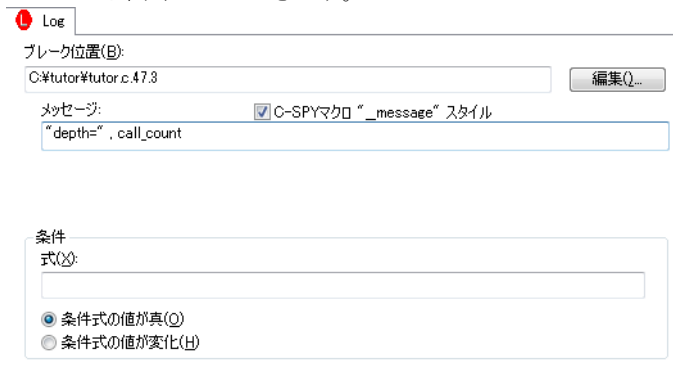 L Log
ブレーク位置(B):
C:¥tutor¥tutor.c.47.3
編集()...
メッセージ:
C-SPYマクロ “__message” スタイル
“depth=” , call_count
条件
式(X):
条件式の値が真(O)
条件式の値が変化(H)